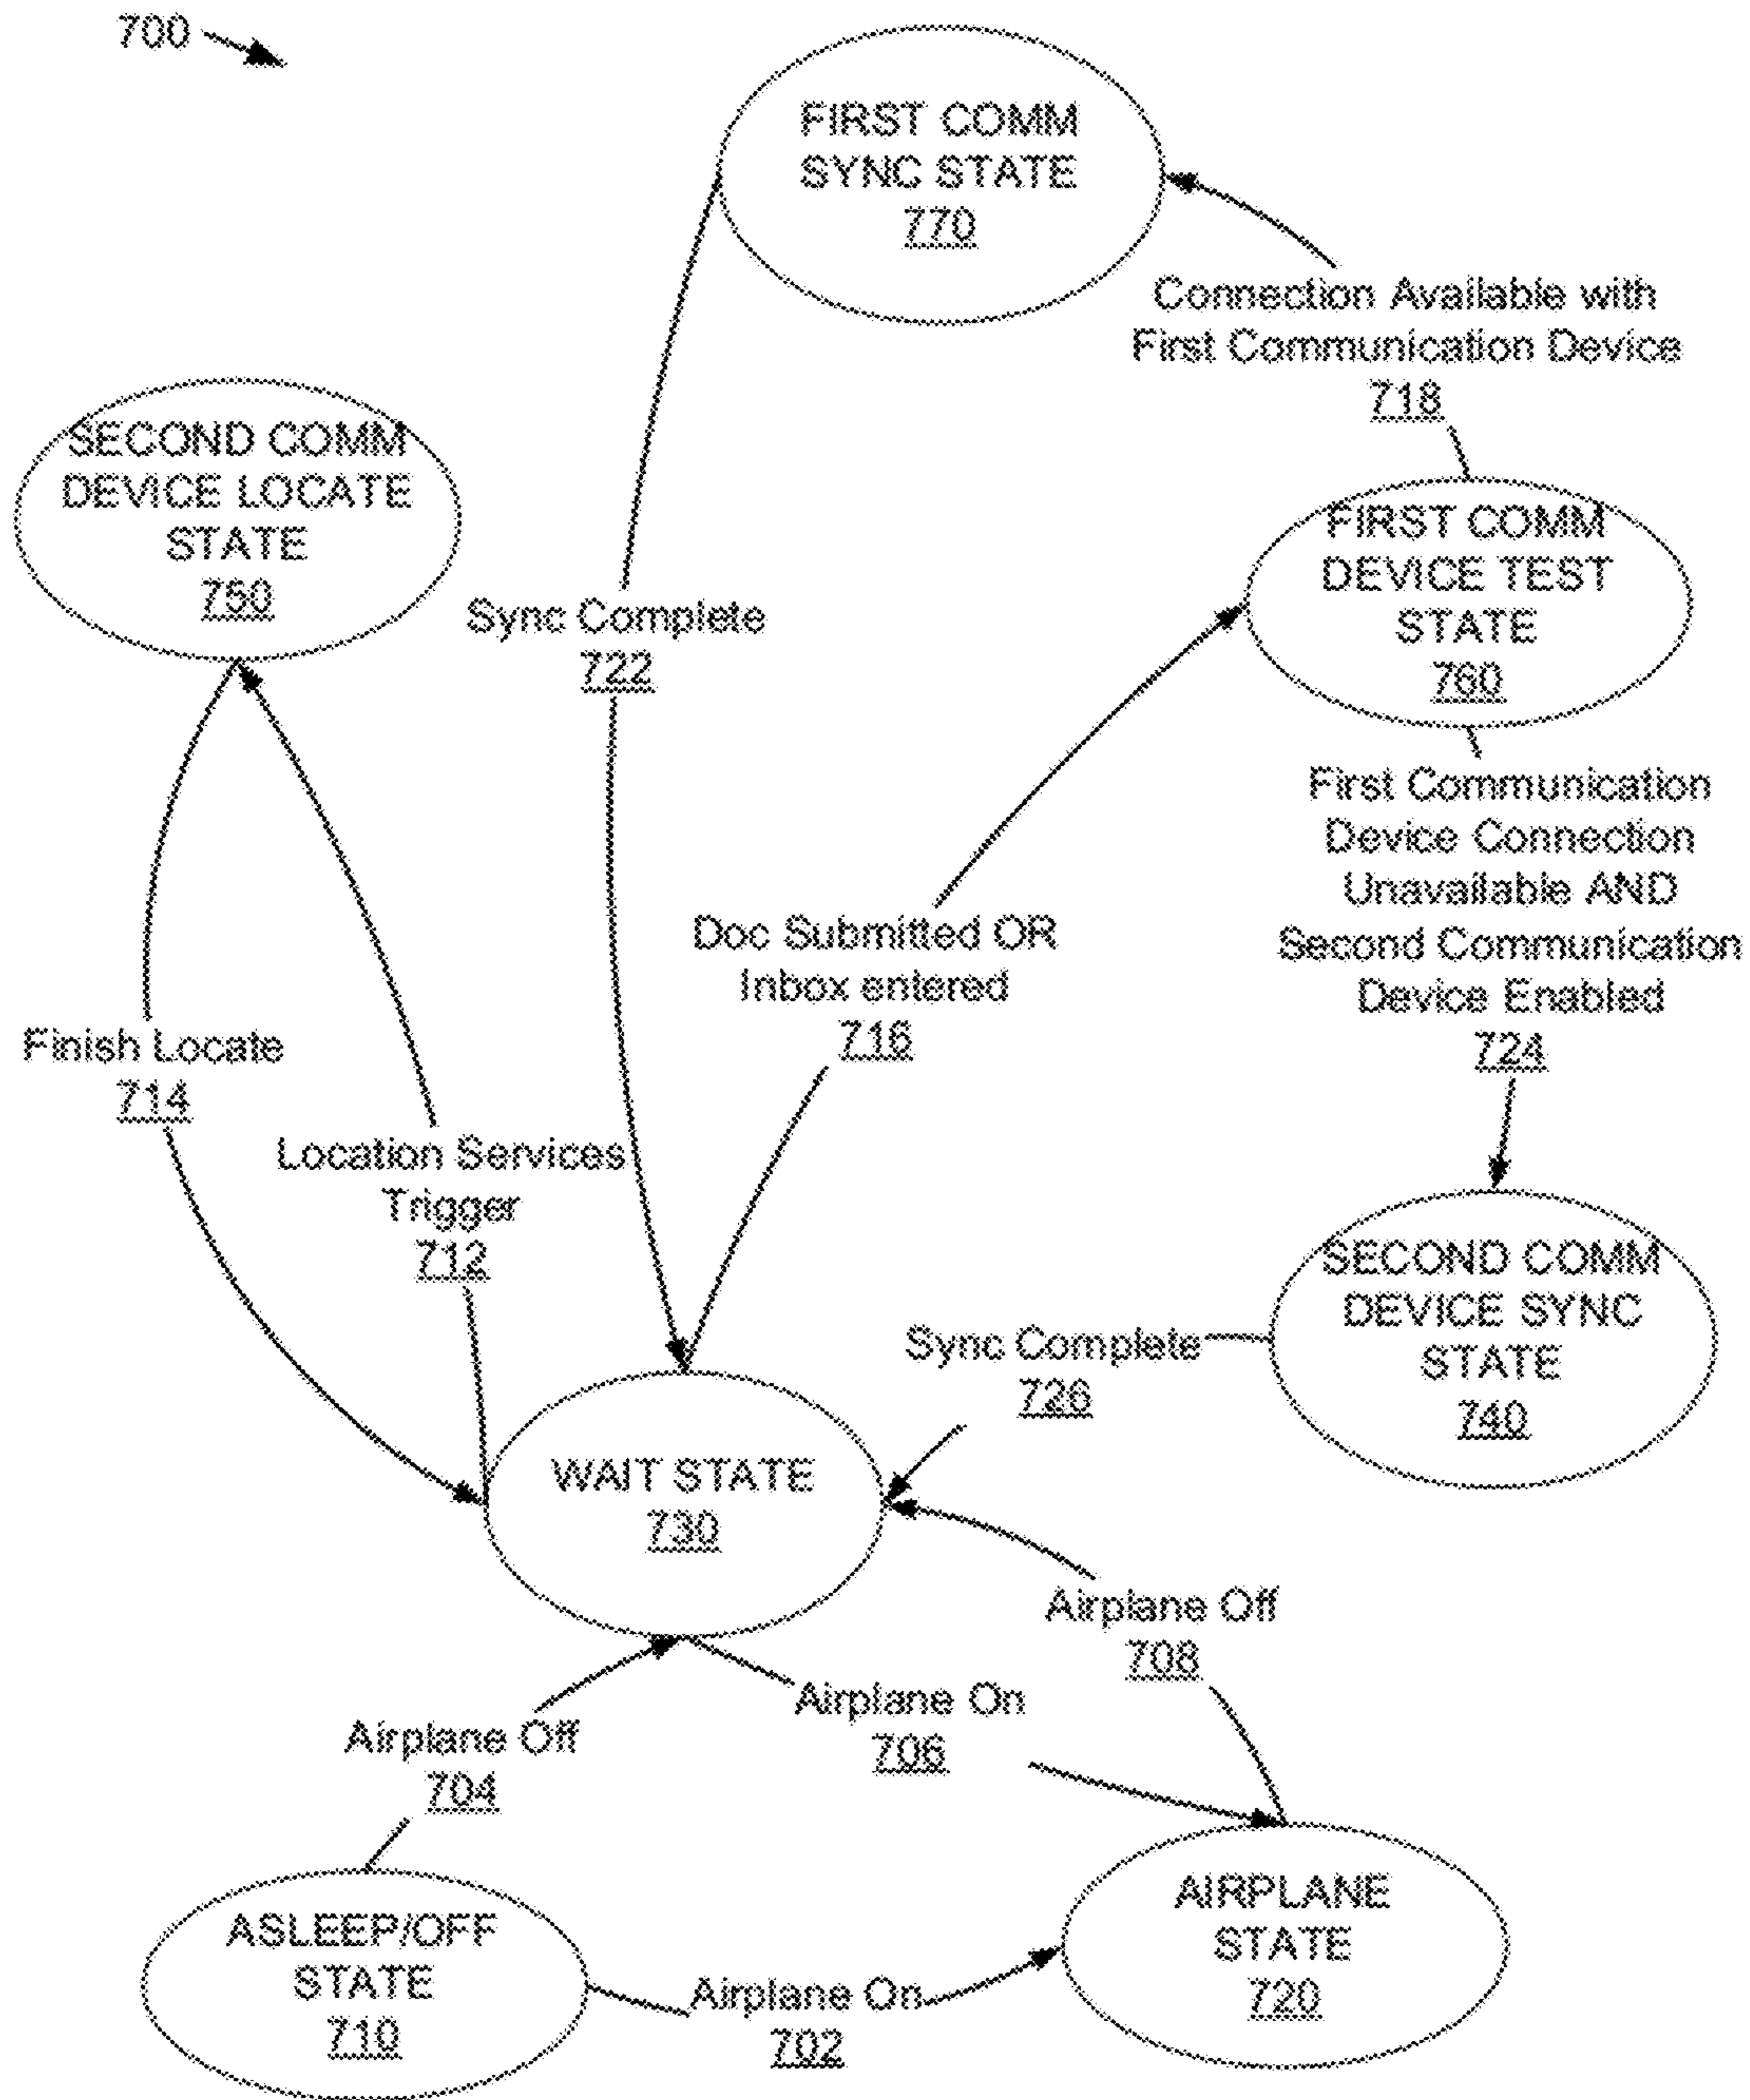 700
FIRST COMM
SYNC STATE
770
Connection Available with
First Communication Device
718
SECOND COMM
DEVICE LOCATE
STATE
750
FIRST COMM
DEVICE TEST
STATE
760
Sync Complete
722
First Communication
Device Connection
Unavailable AND
Second Communication
Device Enabled
724
Doc Submitted OR
Inbox entered
716
Finish Locate
714
Location Services
Trigger
712
SECOND COMM
DEVICE SYNC
STATE
740
Sync Complete
726
WAIT STATE
730
Airplane Off
708
Airplane On
706
Airplane Off
704
AIRPLANE
STATE
720
ASLEEP/OFF
STATE
710
Airplane On
702